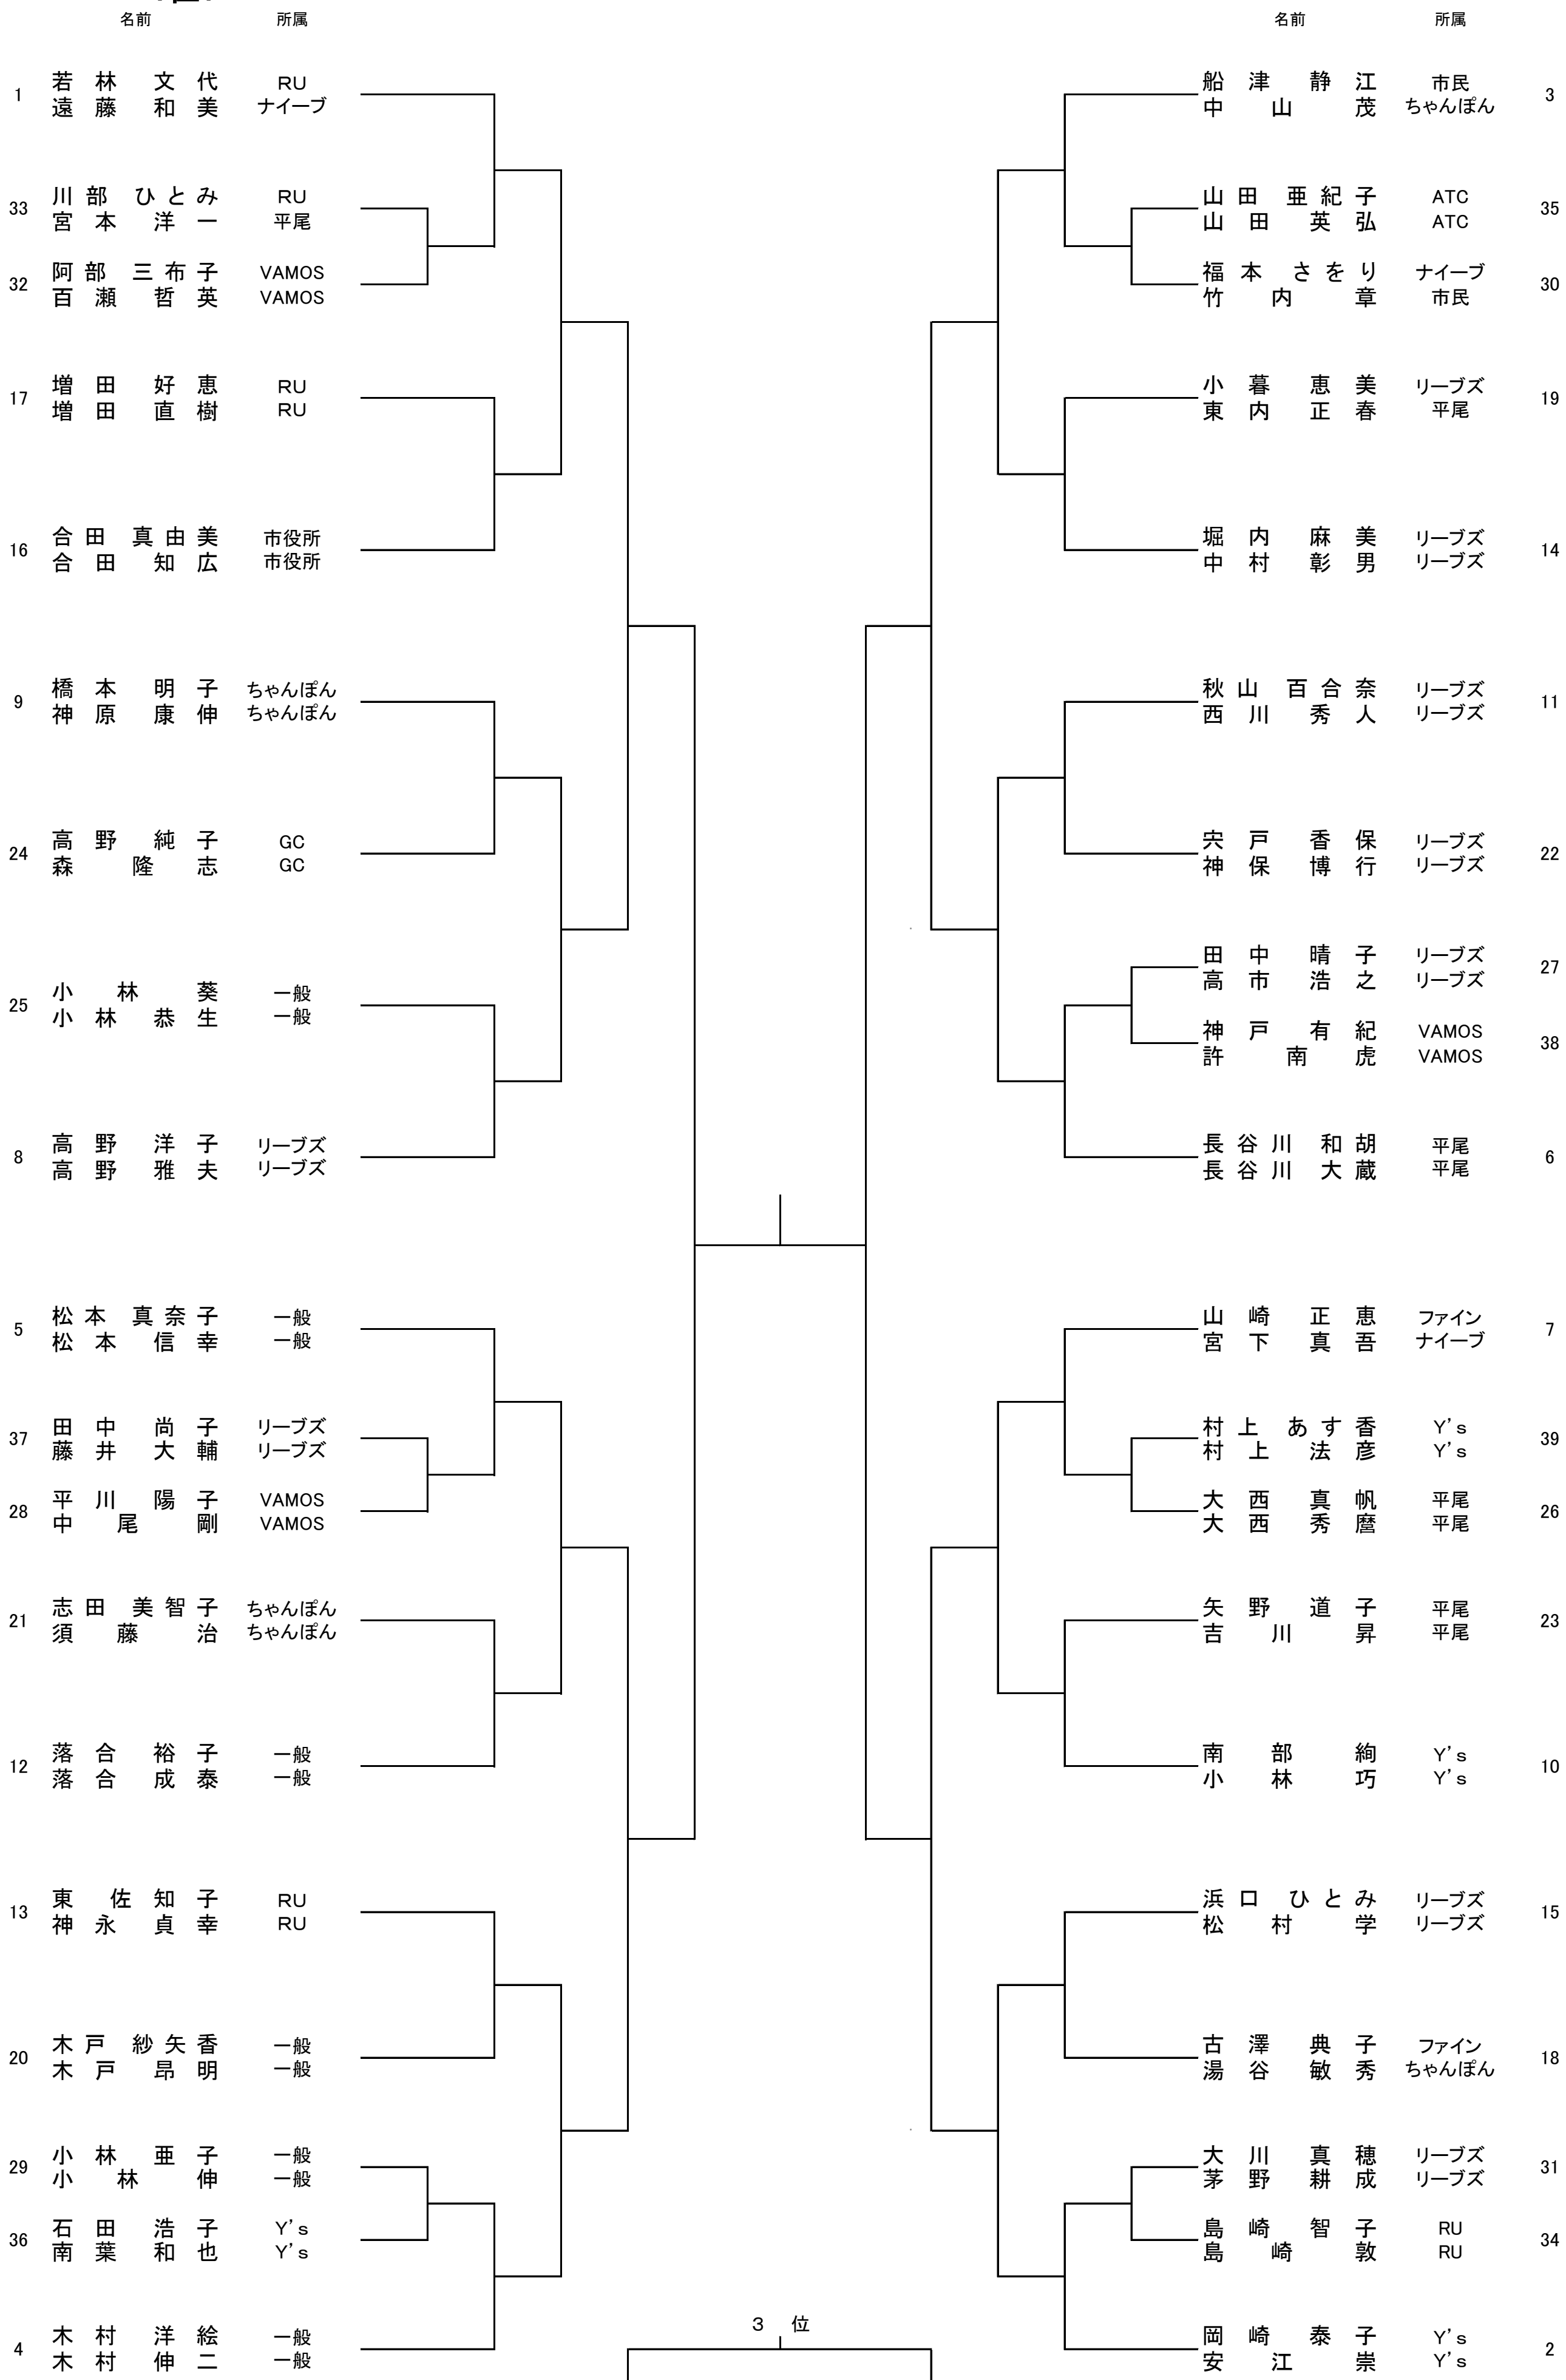 名前 所属 名前 所属
1 若林 文代 RU
遠藤 和美 ナイーブ
33 川部 ひとみ RU
宮本 洋一 平尾
32 阿部 三布子 VAMOS
百瀬 哲英 VAMOS
17 増田 好恵 RU
増田 直樹 RU
16 合田 真由美 市役所
合田 知広 市役所
9 橋本 明子 ちゃんぽん
神原 康伸 ちゃんぽん
24 高野 純子 GC
森 隆志 GC
25 小林 葵 一般
小林 恭生 一般
8 高野 洋子 リーブズ
高野 雅夫 リーブズ
5 松本 真奈子 一般
松本 信幸 一般
37 田中 尚子 リーブズ
藤井 大輔 リーブズ
28 平川 陽子 VAMOS
中尾 剛 VAMOS
21 志田 美智子 ちゃんぽん
須藤 治 ちゃんぽん
12 落合 裕子 一般
落合 成泰 一般
13 東 佐知子 RU
神永 貞幸 RU
20 木戸 紗矢香 一般
木戸 昂明 一般
29 小林 亜子 一般
小林 伸 一般
36 石田 浩子 Y's
南葉 和也 Y's
4 木村 洋絵 一般
木村 伸二 一般
船津 静江 市民 3
中山 茂 ちゃんぽん
山田 亜紀子 ATC 35
山田 英弘 ATC
福本 さをり ナイーブ 30
竹内 章 市民
小暮 恵美 リーブズ 19
東内 正春 平尾
堀内 麻美 リーブズ 14
中村 彰男 リーブズ
秋山 百合奈 リーブズ 11
西川 秀人 リーブズ
宍戸 香保 リーブズ 22
神保 博行 リーブズ
田中 晴子 リーブズ 27
高市 浩之 リーブズ
神戸 有紀 VAMOS 38
許 南虎 VAMOS
長谷川 和胡 平尾 6
長谷川 大蔵 平尾
山崎 正恵 ファイン 7
宮下 真吾 ナイーブ
村上 あす香 Y's 39
村上 法彦 Y's
大西 真帆 平尾 26
大西 秀麿 平尾
矢野 道子 平尾 23
吉川 昇 平尾
南部 絢 Y's 10
小林 巧 Y's
浜口 ひとみ リーブズ 15
松村 学 リーブズ
古澤 典子 ファイン 18
湯谷 敏秀 ちゃんぽん
大川 真穂 リーブズ 31
茅野 耕成 リーブズ
島崎 智子 RU 34
島崎 敦 RU
岡崎 泰子 Y's 2
安江 崇 Y's
3 位